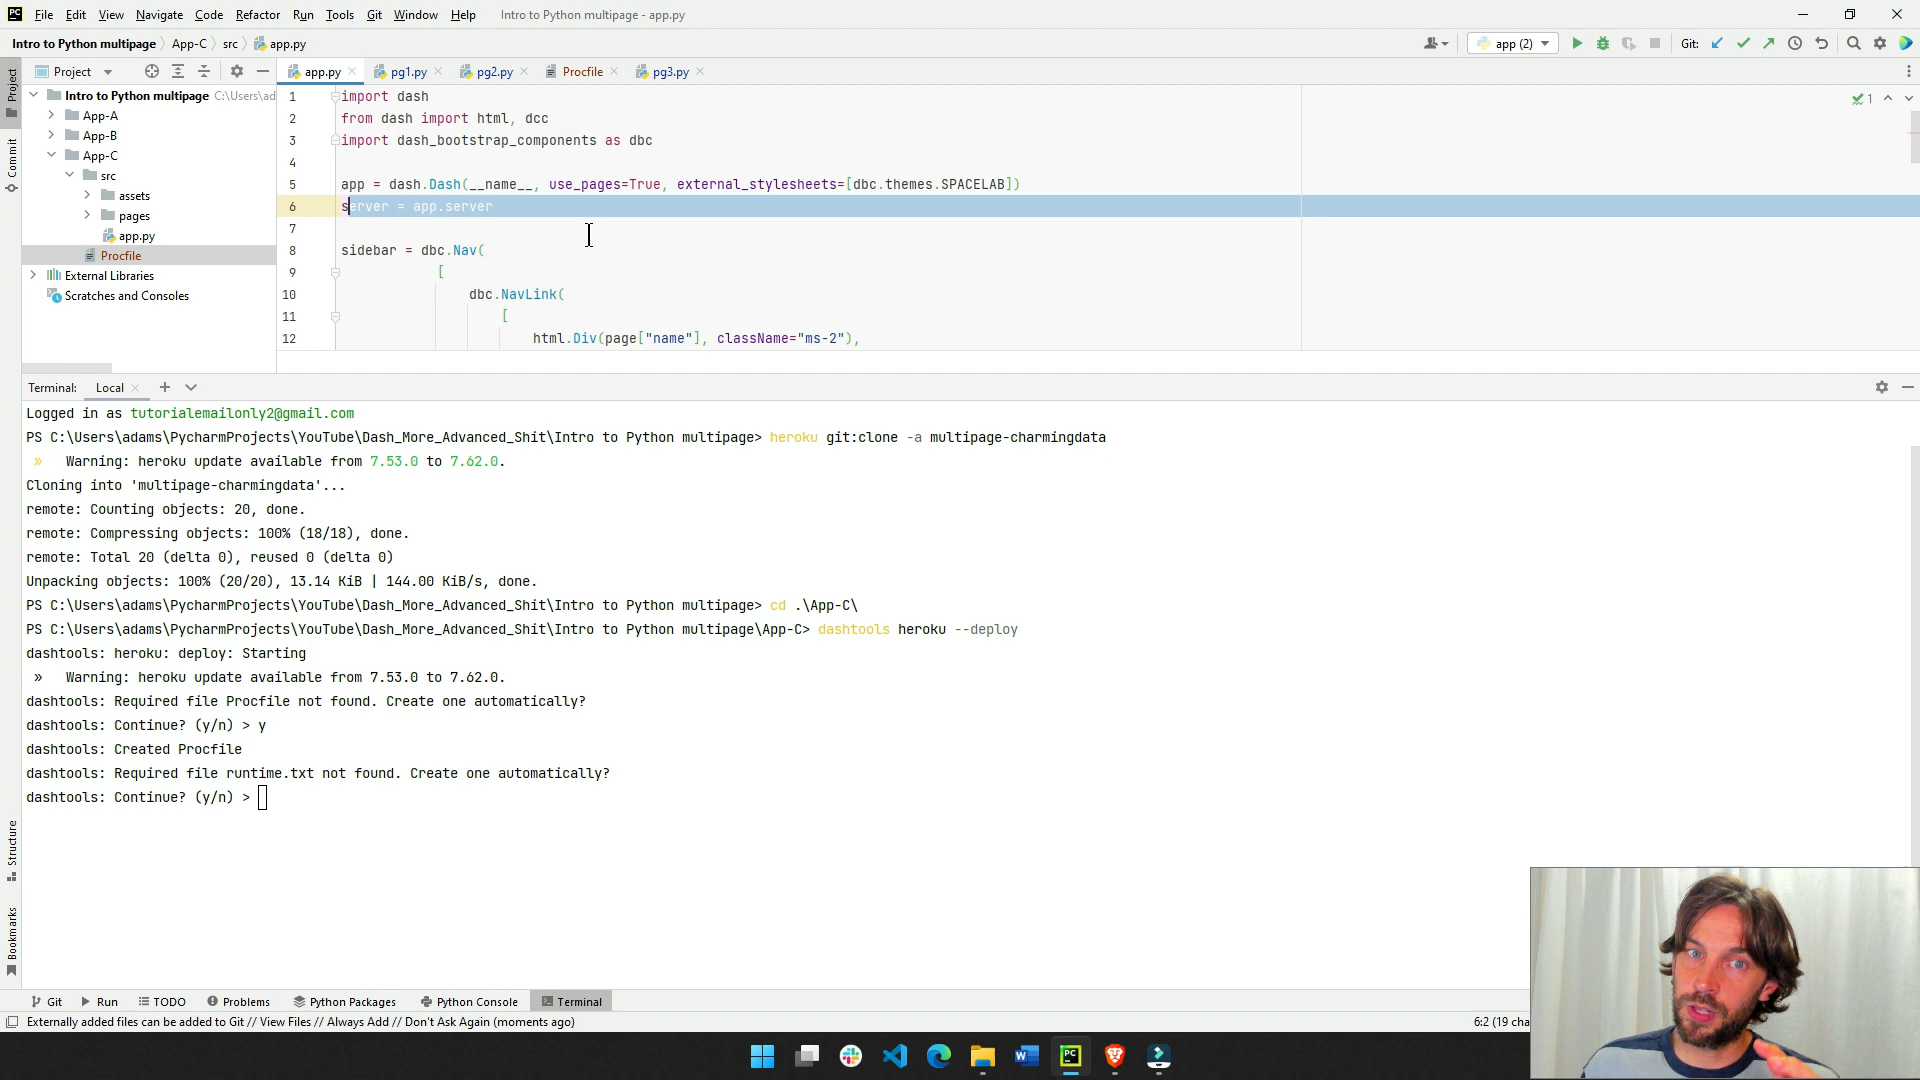 PC File Edit View Navigate Code Refactor Run Tools Git Window Help Intro to Python multipage - app.py
Intro to Python multipage App-C src app.py app (2) Git:
Project app.py pg1.py pg2.py Procfile pg3.py
Project
Commit
Structure
Bookmarks
Intro to Python multipage C:\Users\ad
App-A
App-B
App-C
src
assets
pages
app.py
Procfile
External Libraries
Scratches and Consoles
1 import dash
2 from dash import html, dcc
3 import dash_bootstrap_components as dbc
4
5 app = dash.Dash(__name__, use_pages=True, external_stylesheets=[dbc.themes.SPACELAB])
6 server = app.server
7
8 sidebar = dbc.Nav(
9 [
10 dbc.NavLink(
11 [
12 html.Div(page["name"], className="ms-2"),
1
Terminal: Local
Logged in as tutorialemailonly2@gmail.com
PS C:\Users\adams\PycharmProjects\YouTube\Dash_More_Advanced_Shit\Intro to Python multipage> heroku git:clone -a multipage-charmingdata
» Warning: heroku update available from 7.53.0 to 7.62.0.
Cloning into 'multipage-charmingdata'...
remote: Counting objects: 20, done.
remote: Compressing objects: 100% (18/18), done.
remote: Total 20 (delta 0), reused 0 (delta 0)
Unpacking objects: 100% (20/20), 13.14 KiB | 144.00 KiB/s, done.
PS C:\Users\adams\PycharmProjects\YouTube\Dash_More_Advanced_Shit\Intro to Python multipage> cd .\App-C\
PS C:\Users\adams\PycharmProjects\YouTube\Dash_More_Advanced_Shit\Intro to Python multipage\App-C> dashtools heroku --deploy
dashtools: heroku: deploy: Starting
» Warning: heroku update available from 7.53.0 to 7.62.0.
dashtools: Required file Procfile not found. Create one automatically?
dashtools: Continue? (y/n) > y
dashtools: Created Procfile
dashtools: Required file runtime.txt not found. Create one automatically?
dashtools: Continue? (y/n) >
Git Run TODO Problems Python Packages Python Console Terminal
Externally added files can be added to Git // View Files // Always Add // Don't Ask Again (moments ago) 6:2 (19 cha